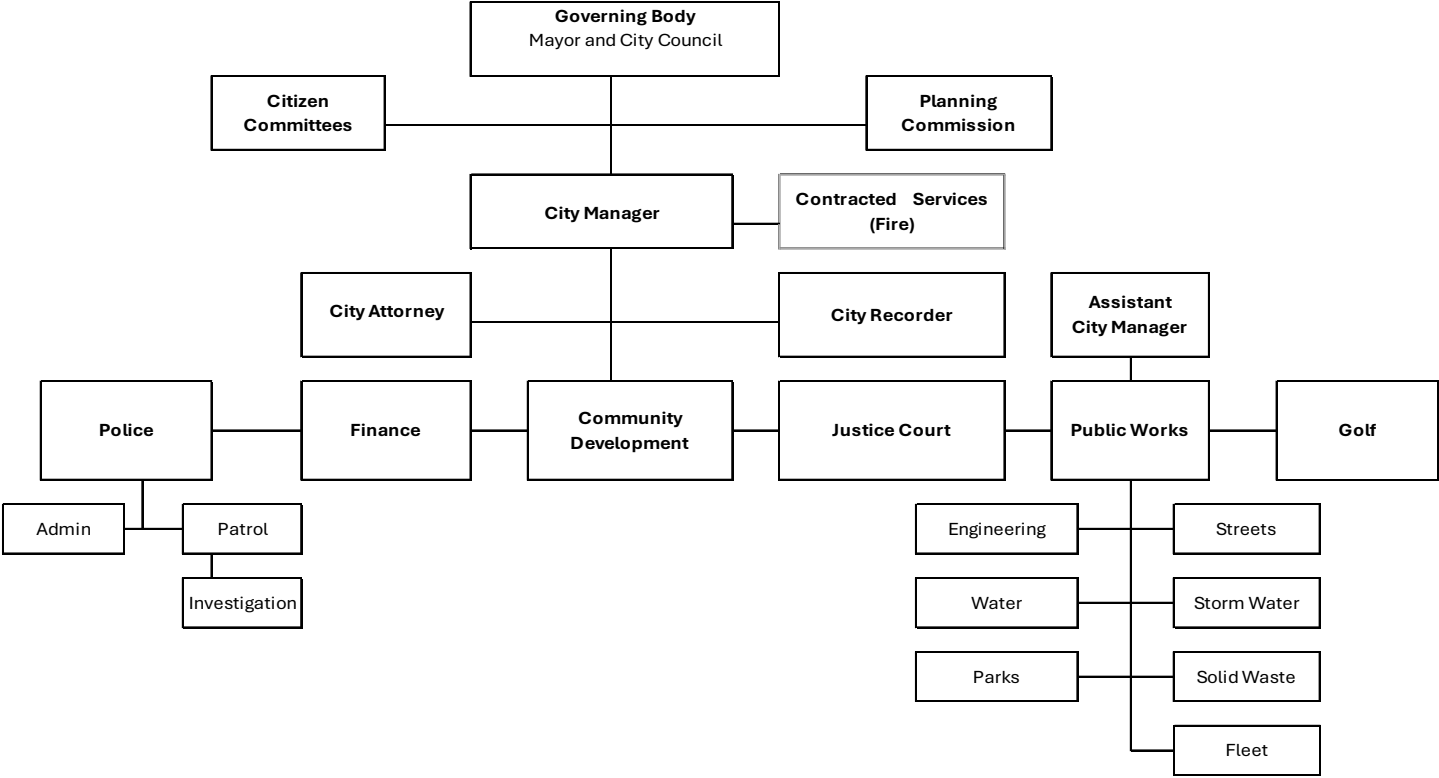 Governing Body
Mayor and City Council
Citizen
Committees
Planning
Commission
City Manager
Contracted Services
(Fire)
City Attorney
City Recorder
Assistant
City Manager
Police
Finance
Community
Development
Justice Court
Public Works
Golf
Admin
Patrol
Engineering
Streets
Investigation
Water
Storm Water
Parks
Solid Waste
Fleet